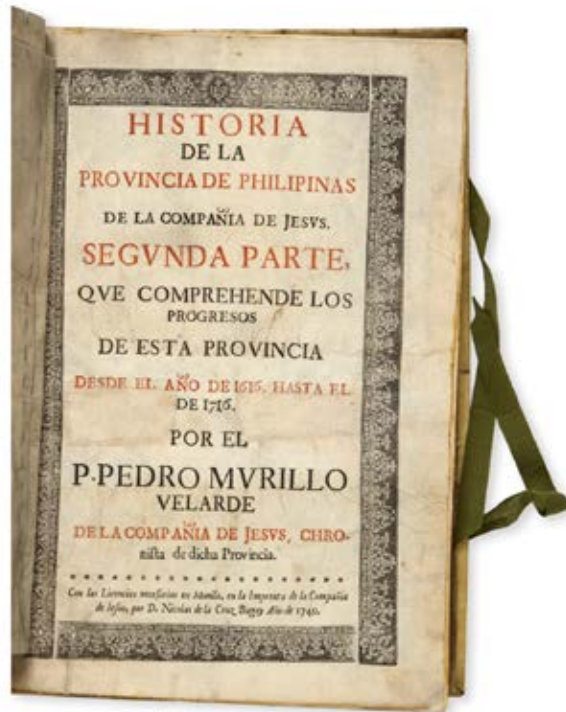 HISTORIA
DE LA
PROVINCIA DE PHILIPINAS
DE LA COMPAÑIA DE JESVS.
SEGVNDA PARTE,
QVE COMPREHENDE LOS
PROGRESOS
DE ESTA PROVINCIA
DESDE EL AÑO DE 1616. HASTA EL
DE 1716.
POR EL
P. PEDRO MVRILLO
VELARDE
DE LA COMPAÑIA DE JESVS, CHRO-
nista de dicha Provincia.
Con las Licencias necesarias en Manila, en la Imprenta de la Compañia
de Iesus, por D. Nicolas de la Cruz Bagay Año de 1749.